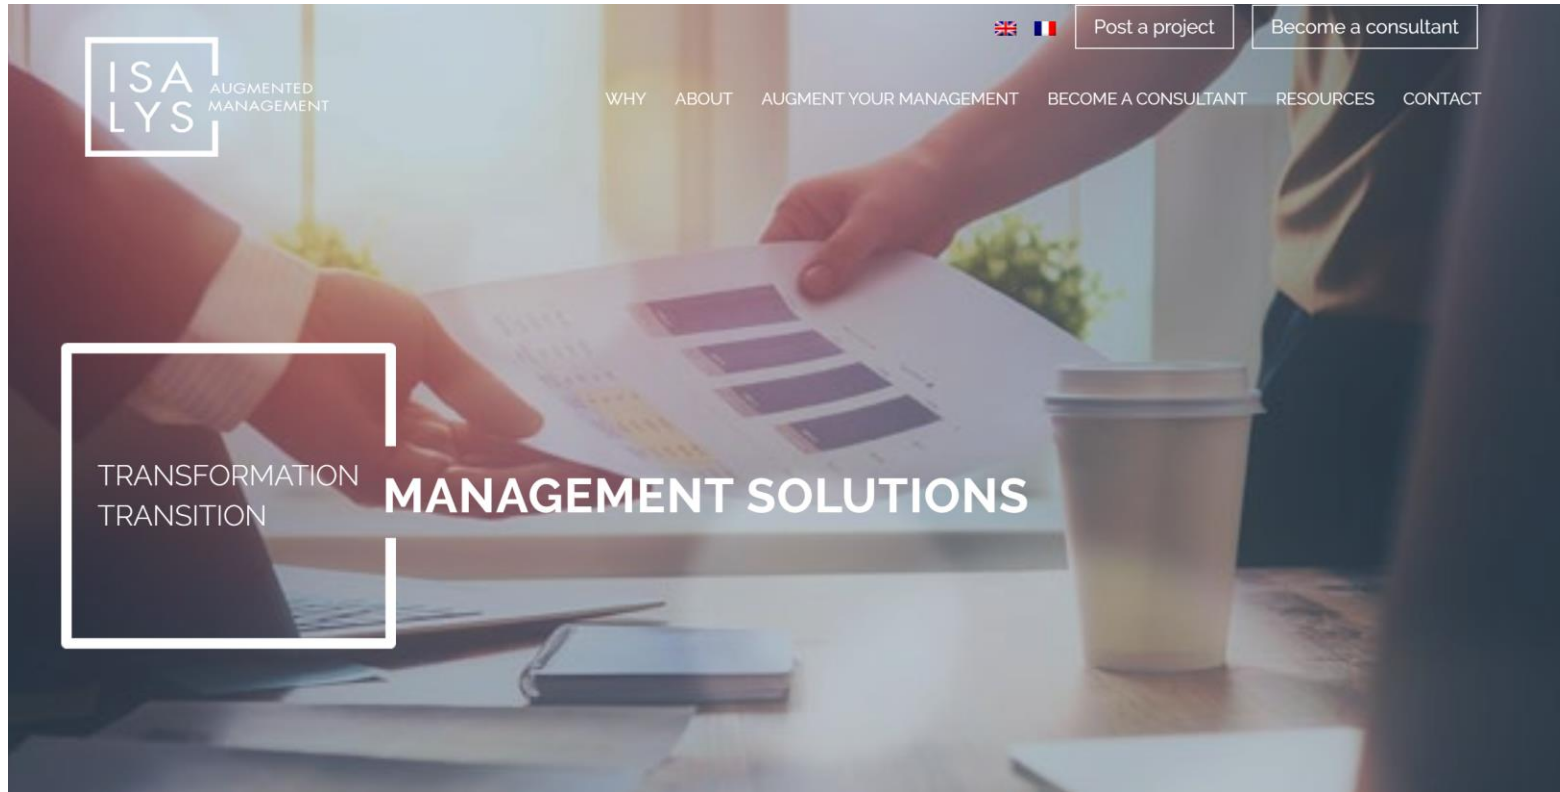 Post a project
Become a consultant
ISA
LYS
AUGMENTED
MANAGEMENT
WHY
ABOUT
AUGMENT YOUR MANAGEMENT
BECOME A CONSULTANT
RESOURCES
CONTACT
TRANSFORMATION
TRANSITION
MANAGEMENT SOLUTIONS